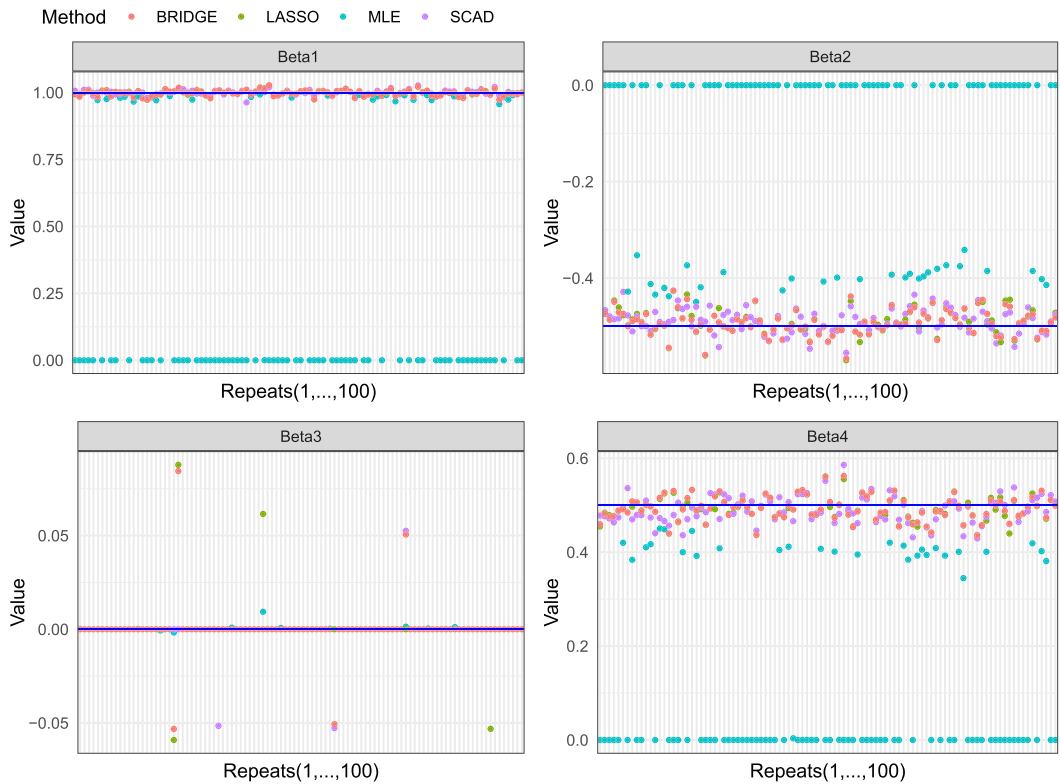 Method BRIDGE LASSO MLE SCAD
Beta1
Value
1.00
0.75
0.50
0.25
0.00
Repeats(1,...,100)
Beta2
Value
0.0
−0.2
−0.4
Repeats(1,...,100)
Beta3
Value
0.05
0.00
−0.05
Repeats(1,...,100)
Beta4
Value
0.6
0.4
0.2
0.0
Repeats(1,...,100)